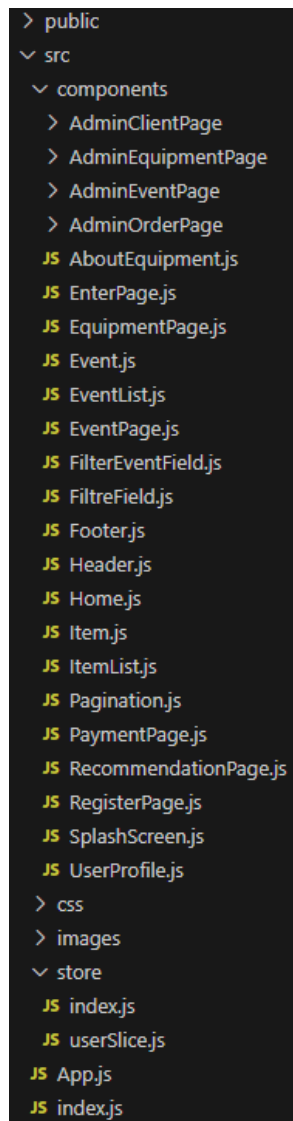 public
src
components
AdminClientPage
AdminEquipmentPage
AdminEventPage
AdminOrderPage
JS AboutEquipment.js
JS EnterPage.js
JS EquipmentPage.js
JS Event.js
JS EventList.js
JS EventPage.js
JS FilterEventField.js
JS FiltreField.js
JS Footer.js
JS Header.js
JS Home.js
JS Item.js
JS ItemList.js
JS Pagination.js
JS PaymentPage.js
JS RecommendationPage.js
JS RegisterPage.js
JS SplashScreen.js
JS UserProfile.js
css
images
store
JS index.js
JS userSlice.js
JS App.js
JS index.js